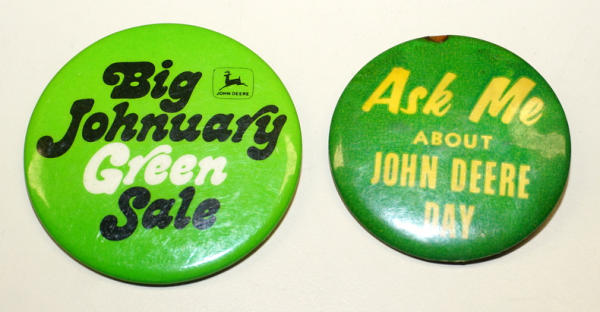 Big
JOHN DEERE
Johnuary
Green
Sale
Ask Me
ABOUT
JOHN DEERE
DAY